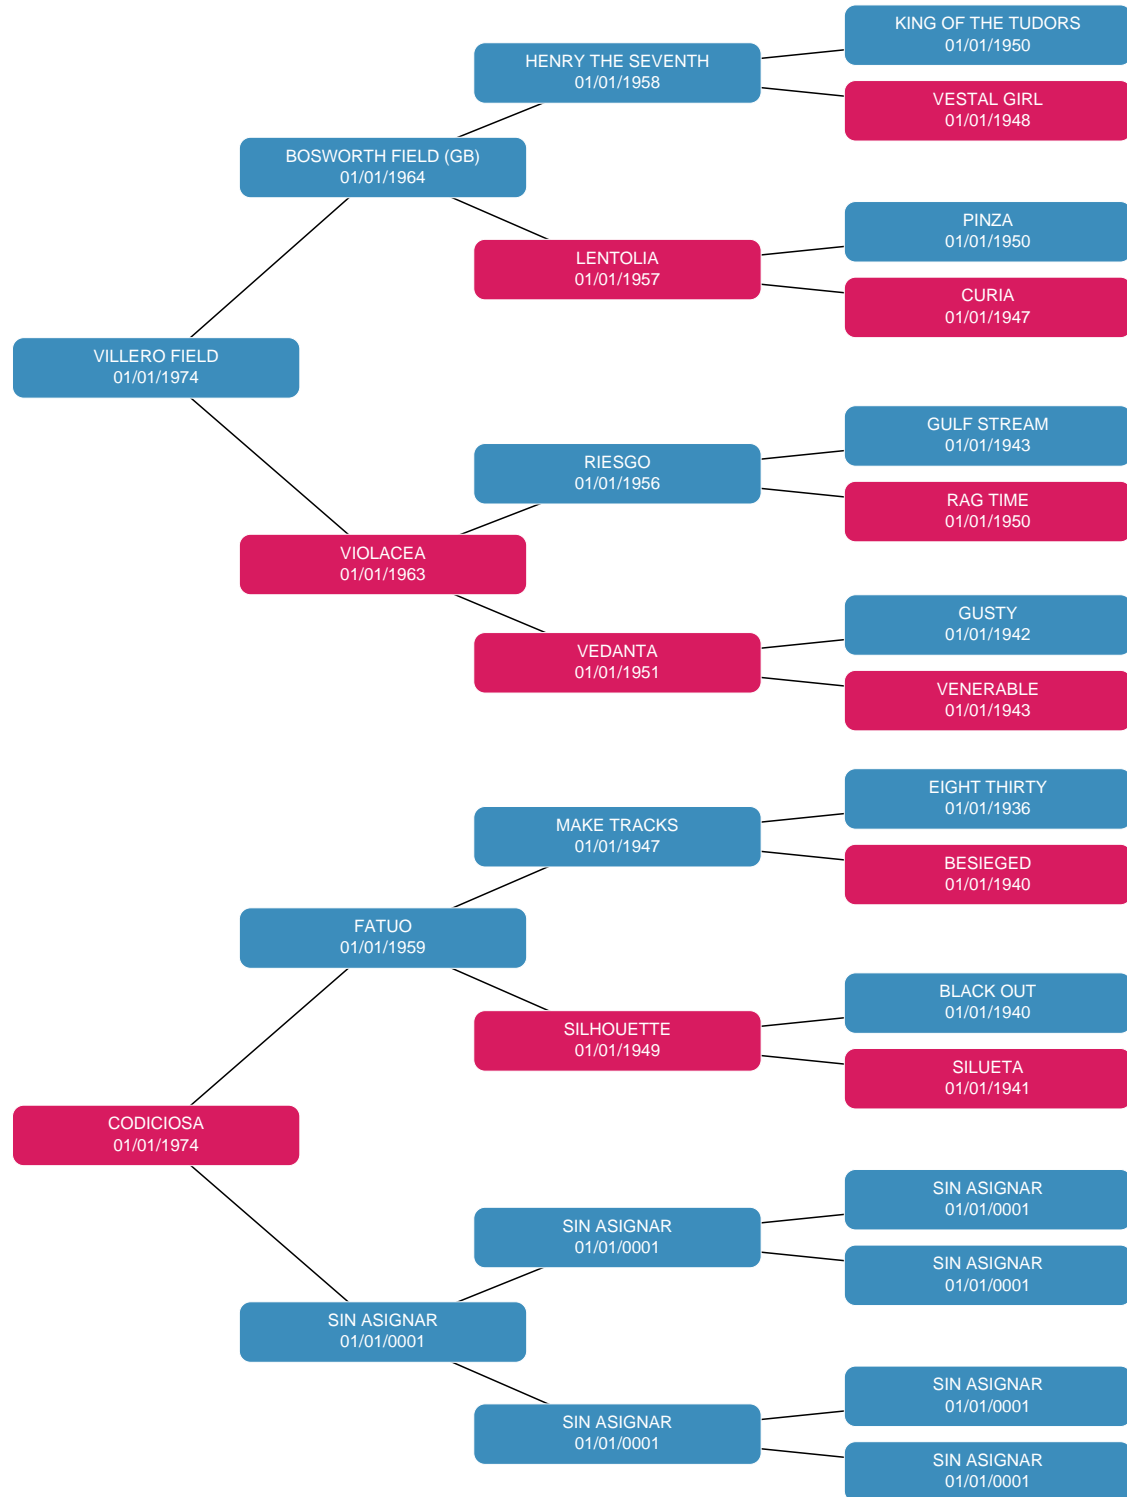 KING OF THE TUDORS
01/01/1950
HENRY THE SEVENTH
01/01/1958
VESTAL GIRL
01/01/1948
BOSWORTH FIELD (GB)
01/01/1964
PINZA
01/01/1950
LENTOLIA
01/01/1957
CURIA
01/01/1947
VILLERO FIELD
01/01/1974
GULF STREAM
01/01/1943
RIESGO
01/01/1956
RAG TIME
01/01/1950
VIOLACEA
01/01/1963
GUSTY
01/01/1942
VEDANTA
01/01/1951
VENERABLE
01/01/1943
EIGHT THIRTY
01/01/1936
MAKE TRACKS
01/01/1947
BESIEGED
01/01/1940
FATUO
01/01/1959
BLACK OUT
01/01/1940
SILHOUETTE
01/01/1949
SILUETA
01/01/1941
CODICIOSA
01/01/1974
SIN ASIGNAR
01/01/0001
SIN ASIGNAR
01/01/0001
SIN ASIGNAR
01/01/0001
SIN ASIGNAR
01/01/0001
SIN ASIGNAR
01/01/0001
SIN ASIGNAR
01/01/0001
SIN ASIGNAR
01/01/0001